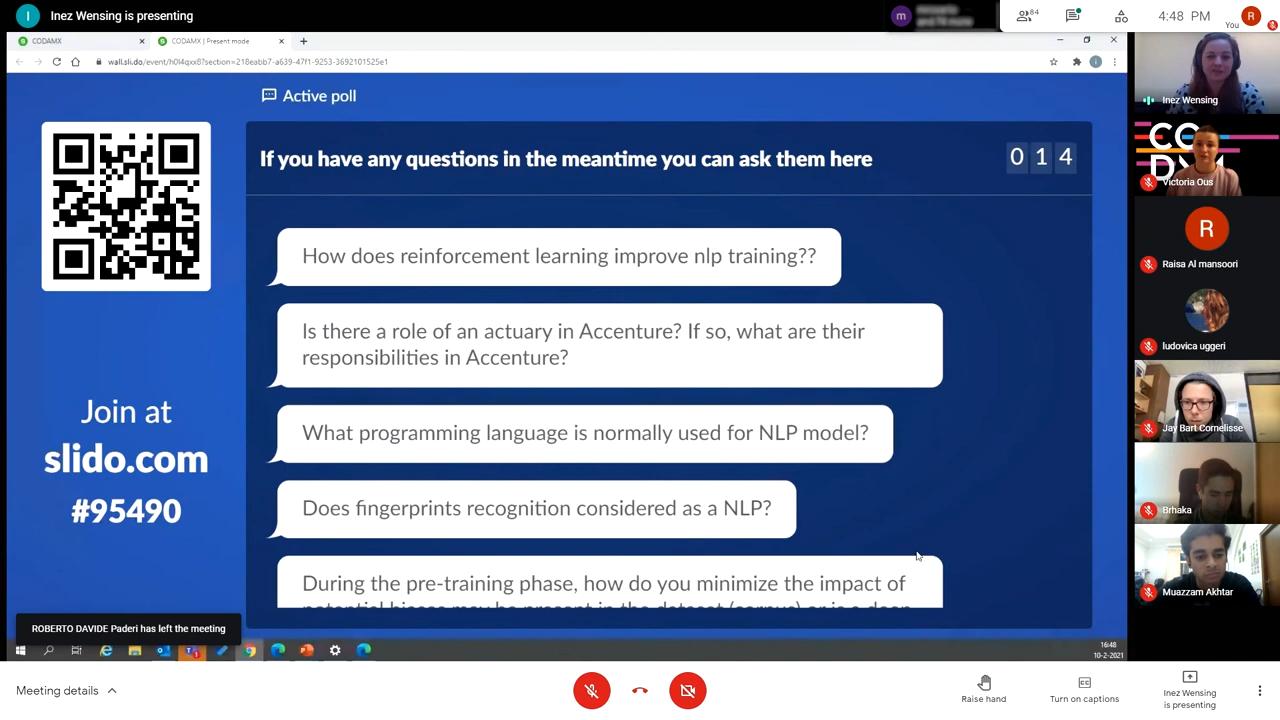 I
Inez Wensing is presenting
m
84
4:48 PM
R
You
CODAMX
CODAMX | Present mode
Active poll
If you have any questions in the meantime you can ask them here
0 1 4
How does reinforcement learning improve nlp training??
Is there a role of an actuary in Accenture? If so, what are their
responsibilities in Accenture?
What programming language is normally used for NLP model?
Does fingerprints recognition considered as a NLP?
During the pre-training phase, how do you minimize the impact of
Join at
slido.com
#95490
ROBERTO DAVIDE Paderi has left the meeting
16:48
10-2-2021
Inez Wensing
CO
Victoria Ous
R
Raisa Al mansoori
ludovica uggeri
Jay Bart Cornelisse
Brhaka
Muazzam Akhtar
Meeting details
Raise hand
Turn on captions
Inez Wensing
is presenting